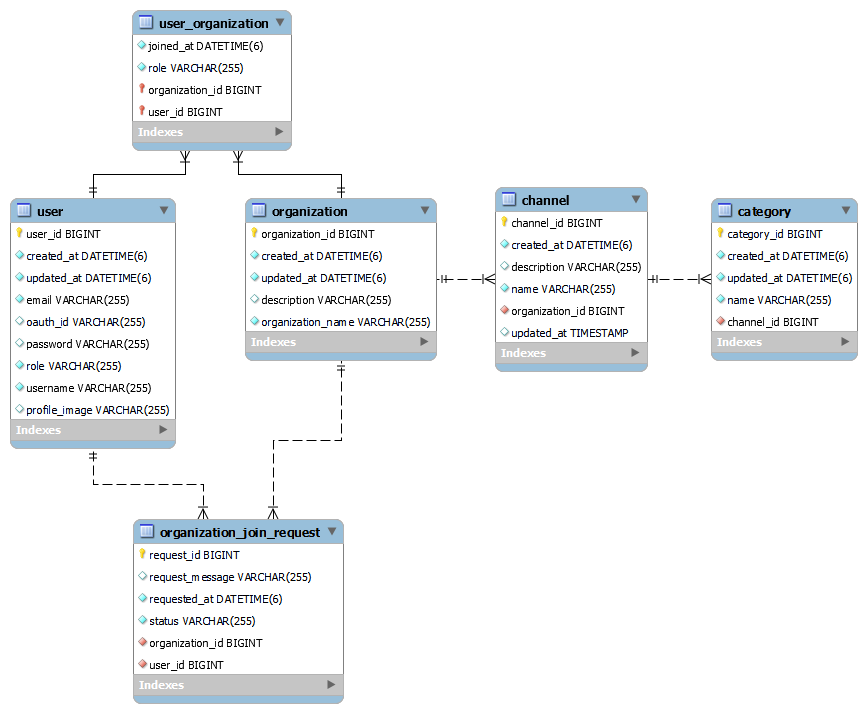 user_organization
joined_at DATETIME(6)
role VARCHAR(255)
organization_id BIGINT
user_id BIGINT
Indexes
user
user_id BIGINT
created_at DATETIME(6)
updated_at DATETIME(6)
email VARCHAR(255)
oauth_id VARCHAR(255)
password VARCHAR(255)
role VARCHAR(255)
username VARCHAR(255)
profile_image VARCHAR(255)
Indexes
organization
organization_id BIGINT
created_at DATETIME(6)
updated_at DATETIME(6)
description VARCHAR(255)
organization_name VARCHAR(255)
Indexes
channel
channel_id BIGINT
created_at DATETIME(6)
description VARCHAR(255)
name VARCHAR(255)
organization_id BIGINT
updated_at TIMESTAMP
Indexes
category
category_id BIGINT
created_at DATETIME(6)
updated_at DATETIME(6)
name VARCHAR(255)
channel_id BIGINT
Indexes
organization_join_request
request_id BIGINT
request_message VARCHAR(255)
requested_at DATETIME(6)
status VARCHAR(255)
organization_id BIGINT
user_id BIGINT
Indexes